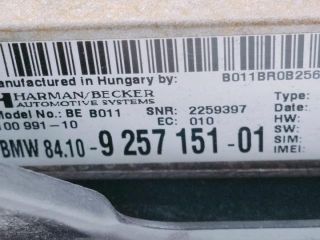 anufactured in Hungary by:
B011BR0B256
HARMAN/BECKER
AUTOMOTIVE SYSTEMS
Type:
Model No.: BE B011 SNR: 2259397 Date:
100 991-10 EC: 010 HW:
BMW 84.10-9 257 151-01 SW:
SIM:
IMEI: